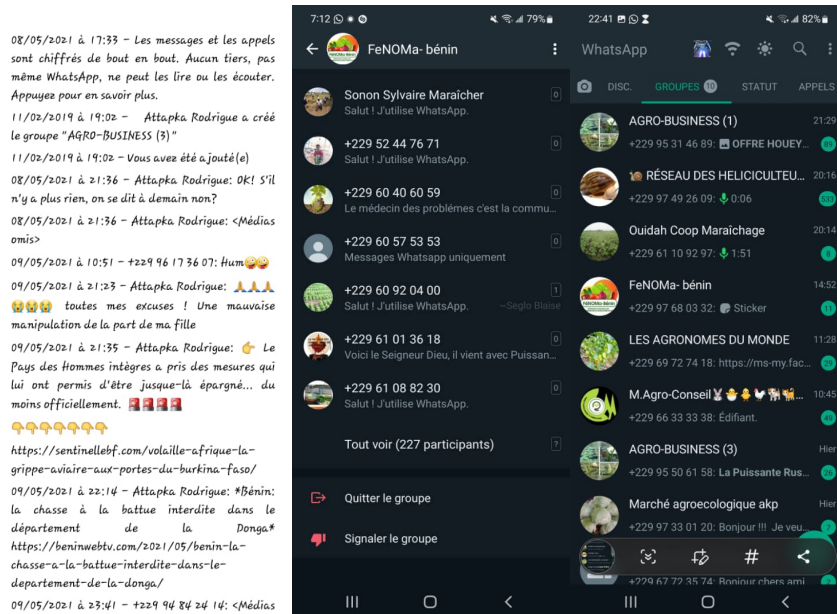 08/05/2021 à 17:33 – Les messages et les appels
sont chiffrés de bout en bout. Aucun tiers, pas
même WhatsApp, ne peut les lire ou les écouter.
Appuyez pour en savoir plus.
11/02/2019 à 19:02 – Attapka Rodrigue a créé
le groupe "AGRO-BUSINESS (3)"
11/02/2019 à 19:02 – Vous avez été ajouté(e)
08/05/2021 à 21:36 – Attapka Rodrigue: OK! S'il
n'y a plus rien, on se dit à demain non?
08/05/2021 à 21:36 – Attapka Rodrigue: <Médias
omis>
09/05/2021 à 10:51 – +229 96 17 36 07: Hum🤪🤪
09/05/2021 à 21:23 – Attapka Rodrigue: 🙏🙏🙏
😭😭😭 toutes mes excuses ! Une mauvaise
manipulation de la part de ma fille
09/05/2021 à 21:35 – Attapka Rodrigue: 👉 Le
Pays des Hommes intègres a pris des mesures qui
lui ont permis d'être jusque-là épargné... du
moins officiellement. 🚨🚨🚨🚨
👇👇👇👇👇👇👇
https://sentinellebf.com/volaille-afrique-la-
grippe-aviaire-aux-portes-du-burkina-faso/
09/05/2021 à 22:14 – Attapka Rodrigue: *Bénin:
la chasse à la battue interdite dans le
département de la Donga*
https://beninwebtv.com/2021/05/benin-la-
chasse-a-la-battue-interdite-dans-le-
departement-de-la-donga/
09/05/2021 à 23:41 – +229 94 84 24 14: <Médias
7:12 79%
FeNOMa- bénin
Sonon Sylvaire Maraîcher 0
Salut ! J'utilise WhatsApp.
+229 52 44 76 71 0
Salut ! J'utilise WhatsApp.
+229 60 40 60 59 0
Le médecin des problémes c'est la commu...
+229 60 57 53 53 0
Messages Whatsapp uniquement
+229 60 92 04 00 1
Salut ! J'utilise WhatsApp. ~Seglo Blaise
+229 61 01 36 18 0
Voici le Seigneur Dieu, il vient avec Puissan...
+229 61 08 82 30 0
Salut ! J'utilise WhatsApp.
Tout voir (227 participants) ?
Quitter le groupe
Signaler le groupe
22:41 82%
WhatsApp
DISC. GROUPES 10 STATUT APPELS
AGRO-BUSINESS (1) 21:29
+229 95 31 46 89: OFFRE HOUEY... 89
🐌 RÉSEAU DES HELICICULTEU... 20:16
+229 97 49 26 09: 0:06
Ouidah Coop Maraîchage 20:14
+229 61 10 92 97: 1:51 8
FeNOMa- bénin 14:52
+229 97 68 03 32: Sticker 11
LES AGRONOMES DU MONDE 11:28
+229 69 72 74 18: https://ms-my.fac... 29
M.Agro-Conseil🐰🐣🐥🐓🐕🐈... 10:45
+229 66 33 33 38: Édifiant. 49
AGRO-BUSINESS (3) Hier
+229 95 50 61 58: La Puissante Rus... 26
Marché agroecologique akp Hier
+229 97 33 01 20: Bonjour !!! Je veu... 7
+229 67 72 35 74: Bonjour chers ami...